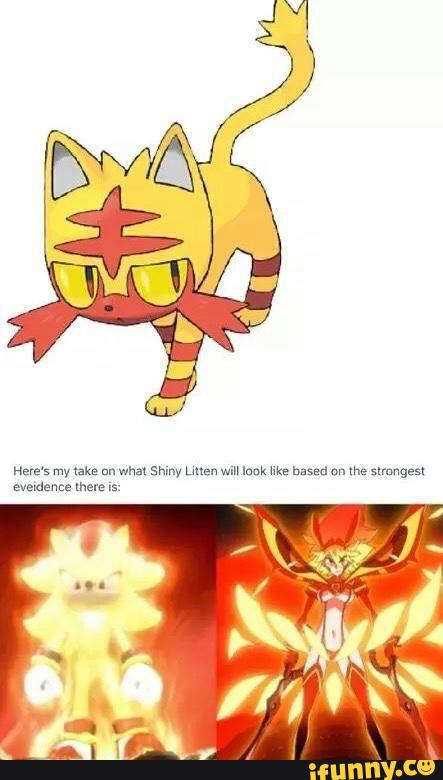 Here's my take on what Shiny Litten will look like based on the strongest
eveidence there is:
ifunny.co